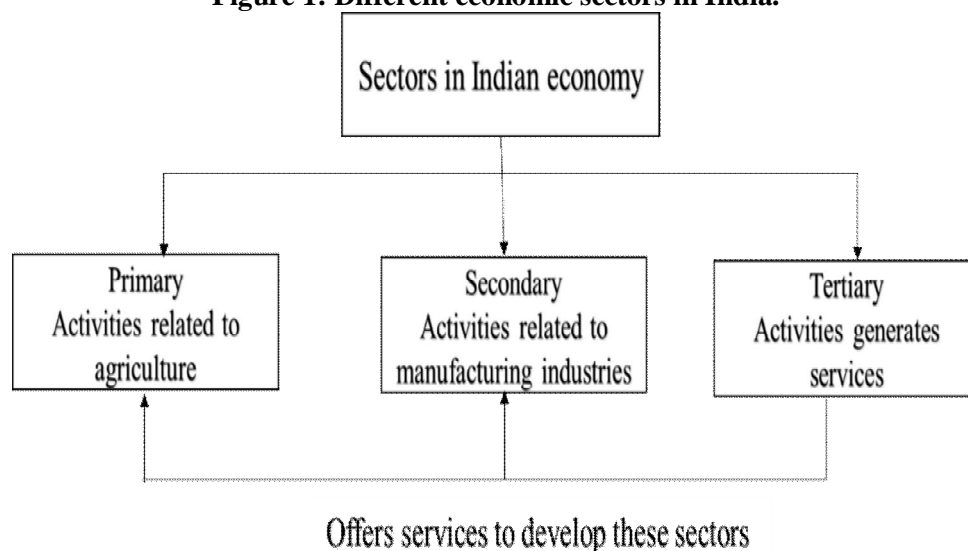 Figure 1: Different economic sectors in India.
Sectors in Indian economy
Primary
Activities related to
agriculture
Secondary
Activities related to
manufacturing industries
Tertiary
Activities generates
services
Offers services to develop these sectors